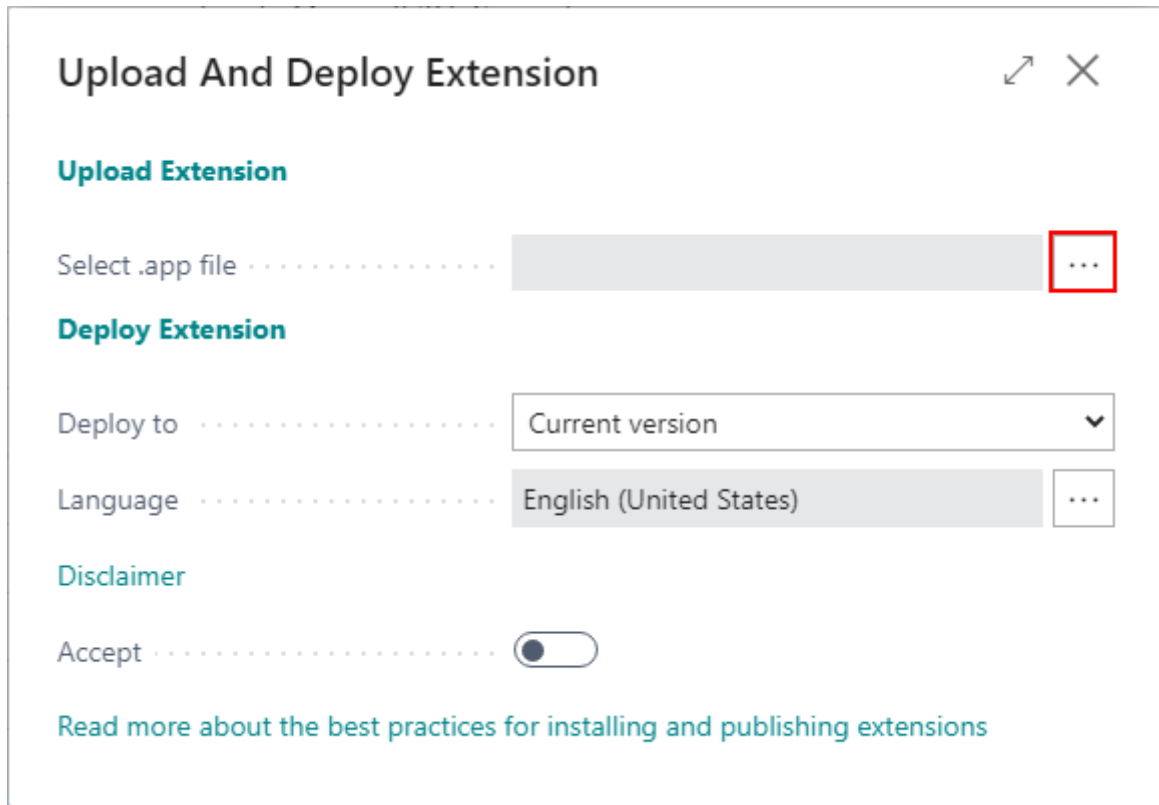 Upload And Deploy Extension
Upload Extension
Select .app file
Deploy Extension
Deploy to Current version
Language English (United States)
Disclaimer
Accept
Read more about the best practices for installing and publishing extensions